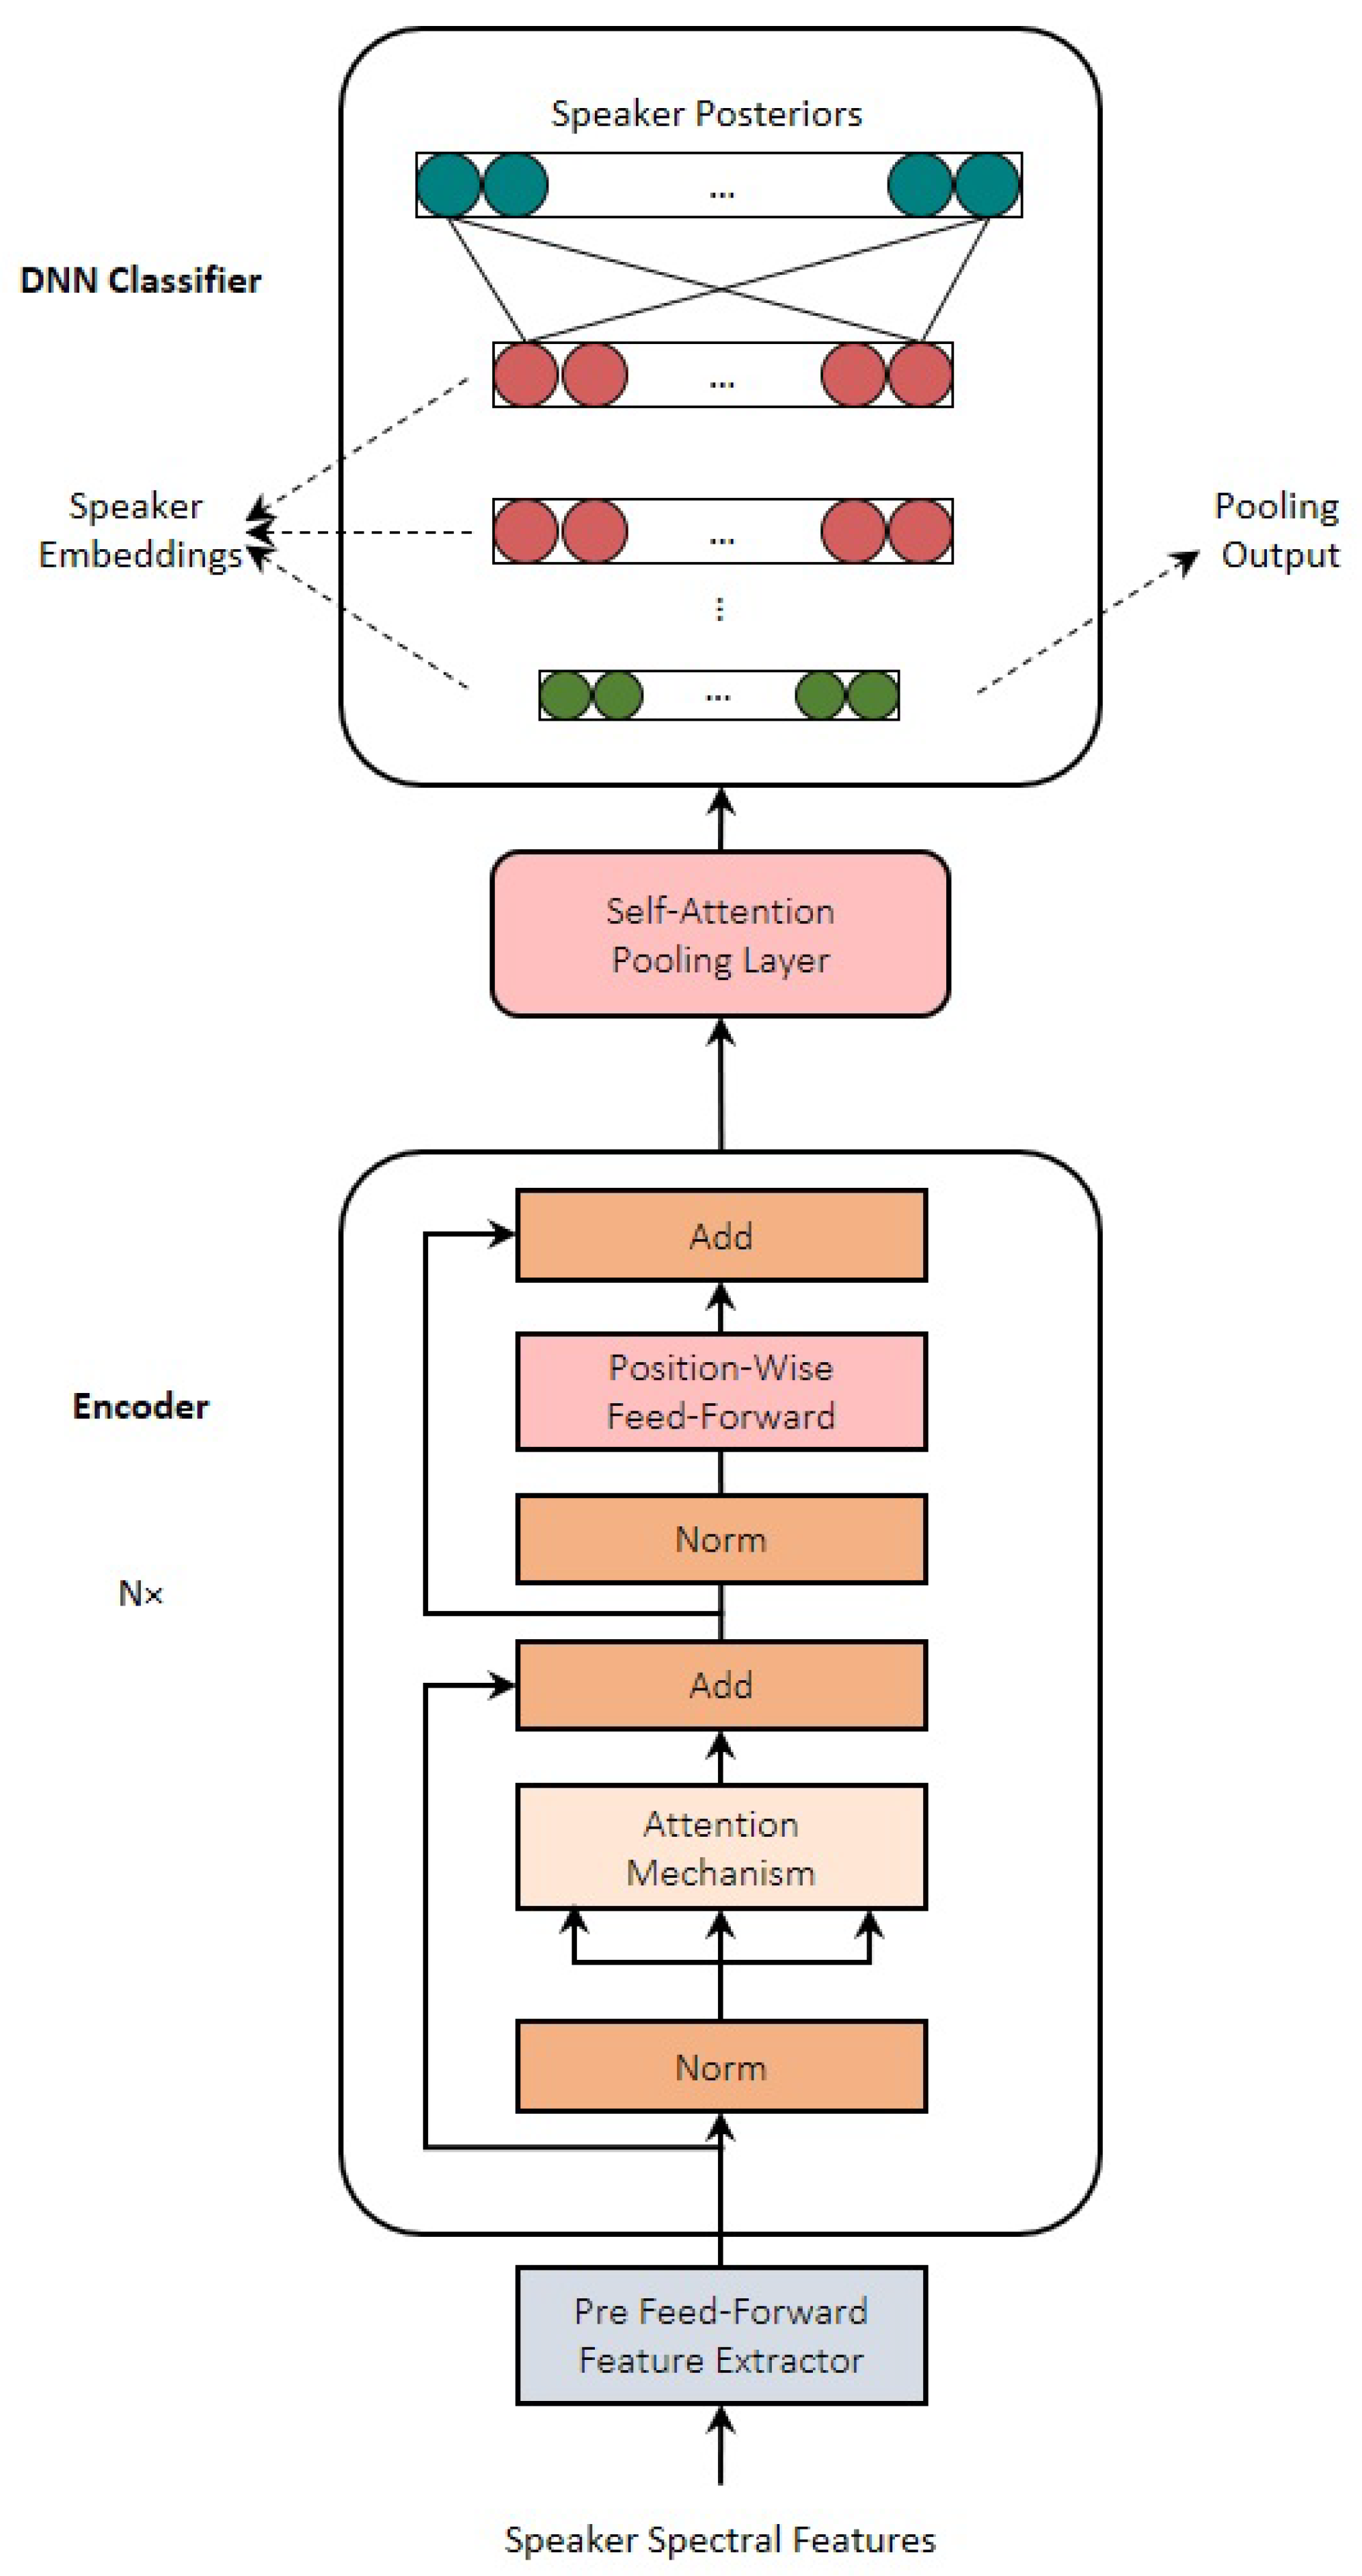 Speaker Posteriors
...
DNN Classifier
...
Speaker
Embeddings
...
Pooling
Output
...
...
Self-Attention
Pooling Layer
Add
Position-Wise
Feed-Forward
Encoder
Norm
N×
Add
Attention
Mechanism
Norm
Pre Feed-Forward
Feature Extractor
Speaker Spectral Features